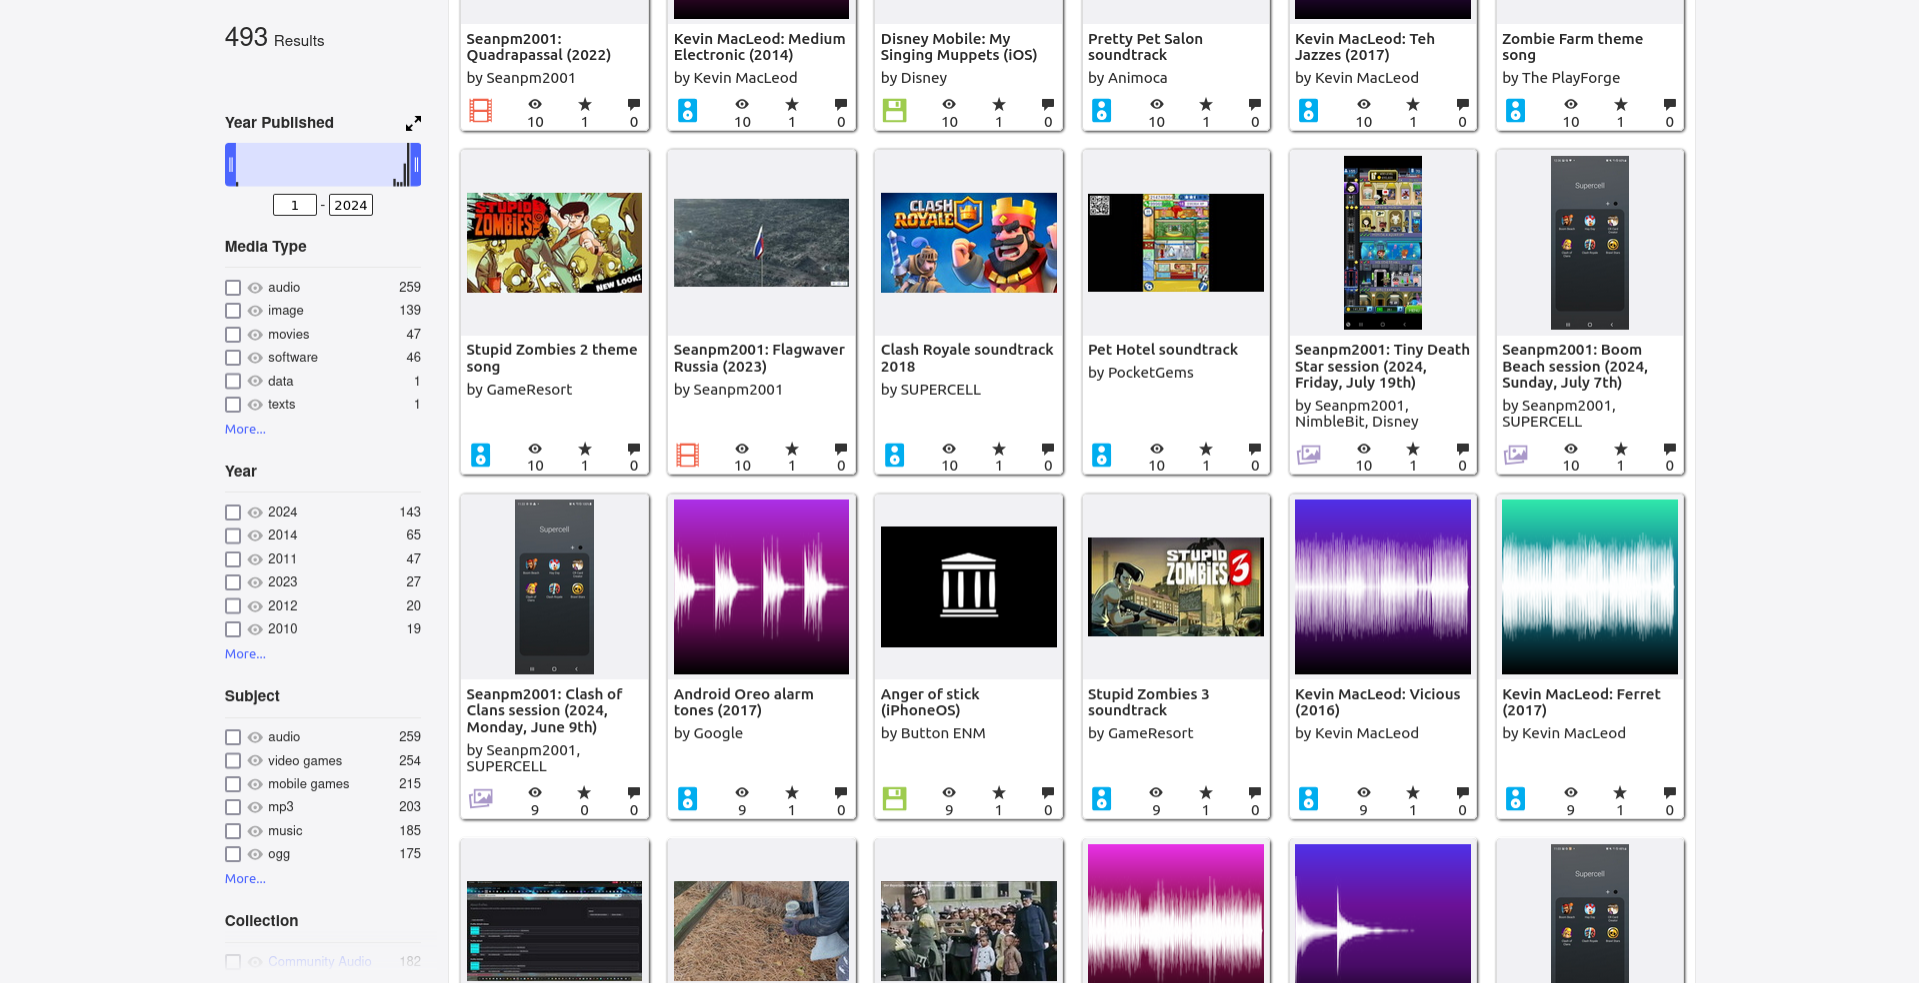 493 Results
Year Published
1 - 2024
Media Type
audio 259
image 139
movies 47
software 46
data 1
texts 1
More...
Year
2024 143
2014 65
2011 47
2023 27
2012 20
2010 19
More...
Subject
audio 259
video games 254
mobile games 215
mp3 203
music 185
ogg 175
More...
Collection
Community Audio 182
Seanpm2001:
Quadrapassal (2022)
by Seanpm2001
10 1 0
Kevin MacLeod: Medium
Electronic (2014)
by Kevin MacLeod
10 1 0
Disney Mobile: My
Singing Muppets (iOS)
by Disney
10 1 0
Pretty Pet Salon
soundtrack
by Animoca
10 1 0
Kevin MacLeod: Teh
Jazzes (2017)
by Kevin MacLeod
10 1 0
Zombie Farm theme
song
by The PlayForge
10 1 0
STUPID
ZOMBIES
NEW LOOK!
Stupid Zombies 2 theme
song
by GameResort
10 1 0
Seanpm2001: Flagwaver
Russia (2023)
by Seanpm2001
10 1 0
CLASH
ROYALE
Clash Royale soundtrack
2018
by SUPERCELL
10 1 0
Pet Hotel soundtrack
by PocketGems
10 1 0
Seanpm2001: Tiny Death
Star session (2024,
Friday, July 19th)
by Seanpm2001,
NimbleBit, Disney
10 1 0
Supercell
Seanpm2001: Boom
Beach session (2024,
Sunday, July 7th)
by Seanpm2001,
SUPERCELL
10 1 0
Supercell
Seanpm2001: Clash of
Clans session (2024,
Monday, June 9th)
by Seanpm2001,
SUPERCELL
9 0 0
Android Oreo alarm
tones (2017)
by Google
9 1 0
Anger of stick
(iPhoneOS)
by Button ENM
9 1 0
STUPID
ZOMBIES 3
Stupid Zombies 3
soundtrack
by GameResort
9 1 0
Kevin MacLeod: Vicious
(2016)
by Kevin MacLeod
9 1 0
Kevin MacLeod: Ferret
(2017)
by Kevin MacLeod
9 1 0
Supercell